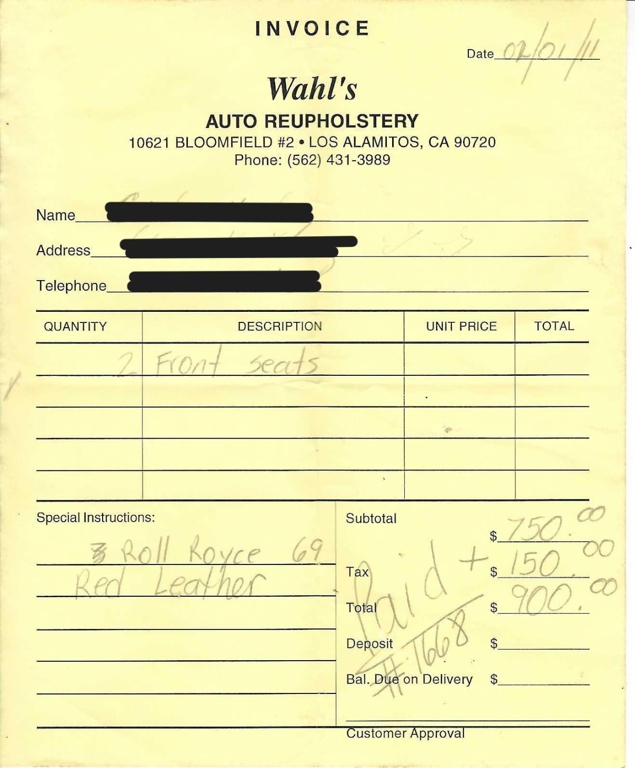 INVOICE
Date 02/01/11
Wahl's
AUTO REUPHOLSTERY
10621 BLOOMFIELD #2 • LOS ALAMITOS, CA 90720
Phone: (562) 431-3989
Name
Address
Telephone
QUANTITY DESCRIPTION UNIT PRICE TOTAL
2 Front seats
Special Instructions:
Roll Royce 69
Red Leather
Subtotal $ 750.00
Tax + $ 150.00
Total $ 900.00
Paid
#1668
Deposit $
Bal. Due on Delivery $
Customer Approval